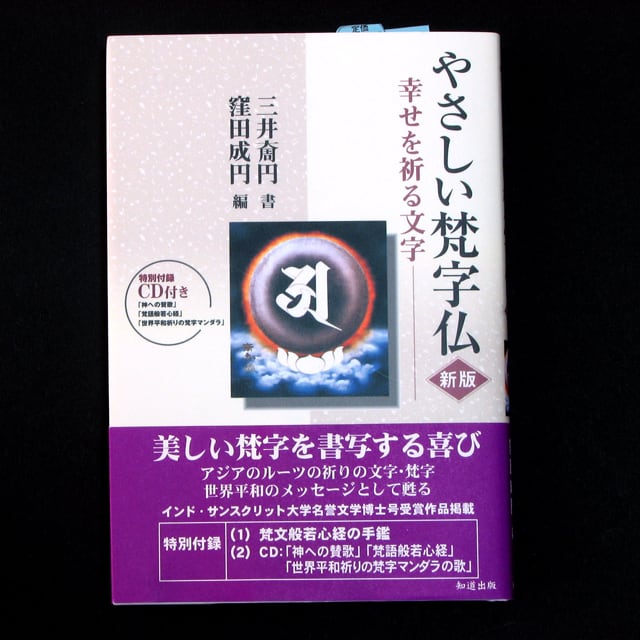 定価
やさしい梵字仏
新版
幸せを祈る文字
三井奝円 書
窪田成円 編
特別付録
CD付き
「神への賛歌」
「梵語般若心経」
「世界平和祈りの梵字マンダラ」
美しい梵字を書写する喜び
アジアのルーツの祈りの文字・梵字
世界平和のメッセージとして甦る
インド・サンスクリット大学名誉文学博士号受賞作品掲載
特別付録
(1) 梵文般若心経の手鑑
(2) CD:「神への賛歌」「梵語般若心経」
「世界平和祈りの梵字マンダラの歌」
知道出版